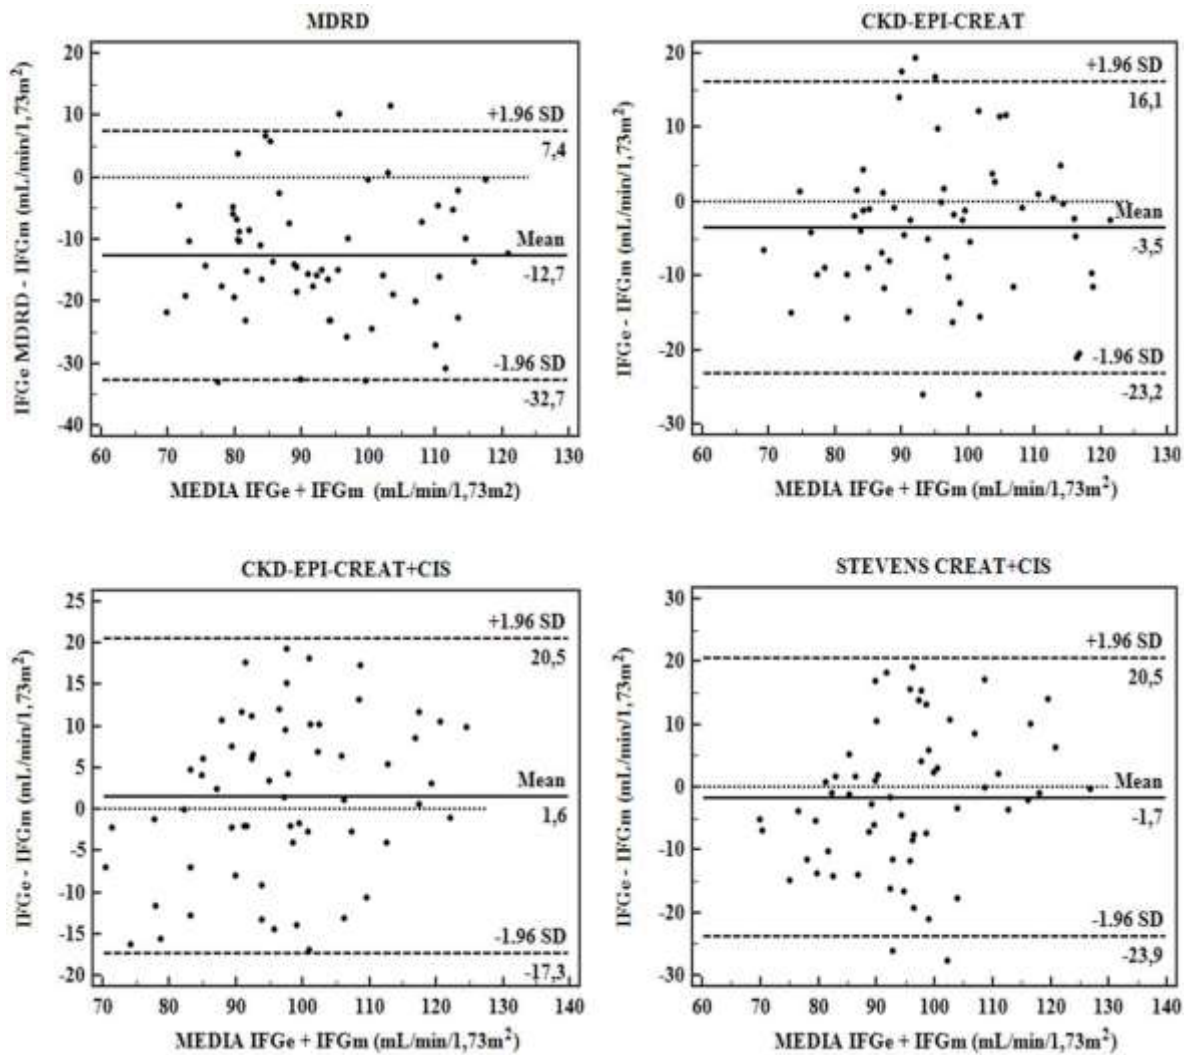 MDRD
20
10
0
-10
-20
-30
-40
IFGe MDRD - IFGm (mL/min/1,73m²)
+1.96 SD
7,4
Mean
-12,7
-1.96 SD
-32,7
60 70 80 90 100 110 120 130
MEDIA IFGe + IFGm (mL/min/1,73m2)
CKD-EPI-CREAT
20
10
0
-10
-20
-30
IFGe - IFGm (mL/min/1,73m²)
+1.96 SD
16,1
Mean
-3,5
-1.96 SD
-23,2
60 70 80 90 100 110 120 130
MEDIA IFGe + IFGm (mL/min/1,73m²)
CKD-EPI-CREAT+CIS
25
20
15
10
5
0
-5
-10
-15
-20
IFGe - IFGm (mL/min/1,73m²)
+1.96 SD
20,5
Mean
1,6
-1.96 SD
-17,3
70 80 90 100 110 120 130 140
MEDIA IFGe + IFGm (mL/min/1,73m²)
STEVENS CREAT+CIS
30
20
10
0
-10
-20
-30
IFGe - IFGm (mL/min/1,73m²)
+1.96 SD
20,5
Mean
-1,7
-1.96 SD
-23,9
60 70 80 90 100 110 120 130 140
MEDIA IFGe + IFGm (mL/min/1,73m²)